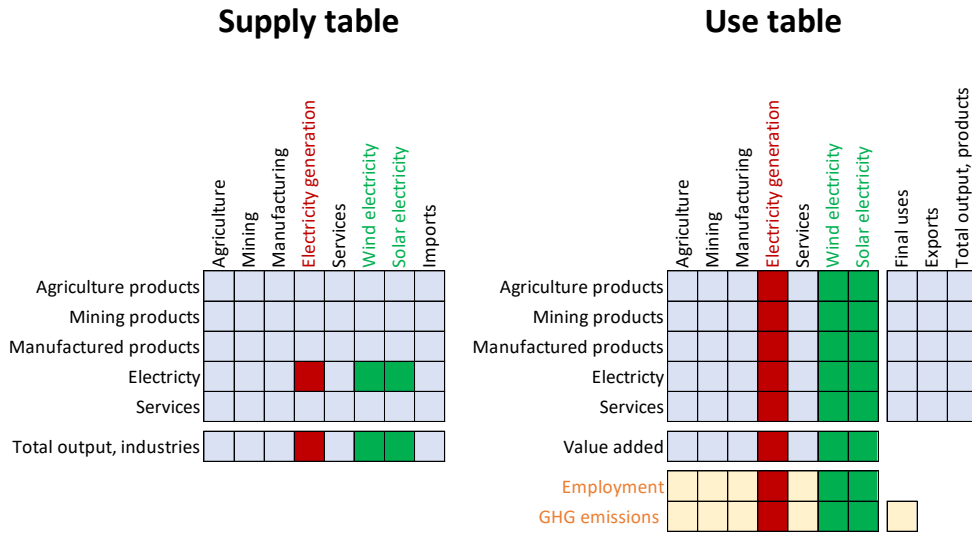 Supply table
Agriculture
Mining
Manufacturing
Electricity generation
Services
Wind electricity
Solar electricity
Imports
Agriculture products
Mining products
Manufactured products
Electricty
Services
Total output, industries
Use table
Agriculture
Mining
Manufacturing
Electricity generation
Services
Wind electricity
Solar electricity
Final uses
Exports
Total output, products
Agriculture products
Mining products
Manufactured products
Electricty
Services
Value added
Employment
GHG emissions